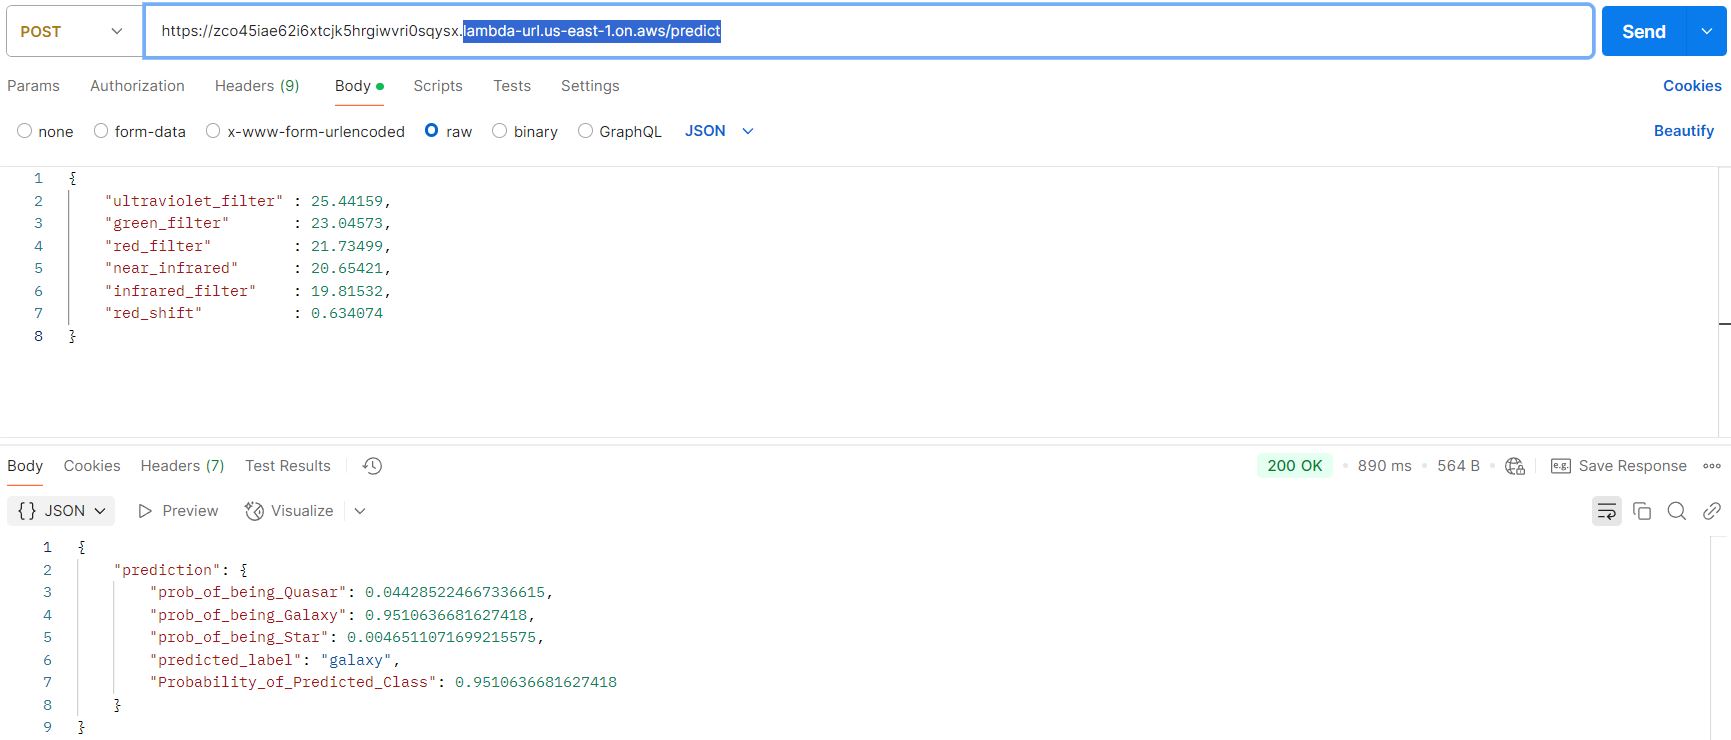 POST https://zco45iae62i6xtcjk5hrgiwvri0sqysx.lambda-url.us-east-1.on.aws/predict Send
Params Authorization Headers (9) Body Scripts Tests Settings Cookies
none form-data x-www-form-urlencoded raw binary GraphQL JSON Beautify
1 {
2 "ultraviolet_filter" : 25.44159,
3 "green_filter" : 23.04573,
4 "red_filter" : 21.73499,
5 "near_infrared" : 20.65421,
6 "infrared_filter" : 19.81532,
7 "red_shift" : 0.634074
8 }
Body Cookies Headers (7) Test Results 200 OK • 890 ms • 564 B • e.g. Save Response
{} JSON Preview Visualize
1 {
2 "prediction": {
3 "prob_of_being_Quasar": 0.044285224667336615,
4 "prob_of_being_Galaxy": 0.9510636681627418,
5 "prob_of_being_Star": 0.0046511071699215575,
6 "predicted_label": "galaxy",
7 "Probability_of_Predicted_Class": 0.9510636681627418
8 }
9 }